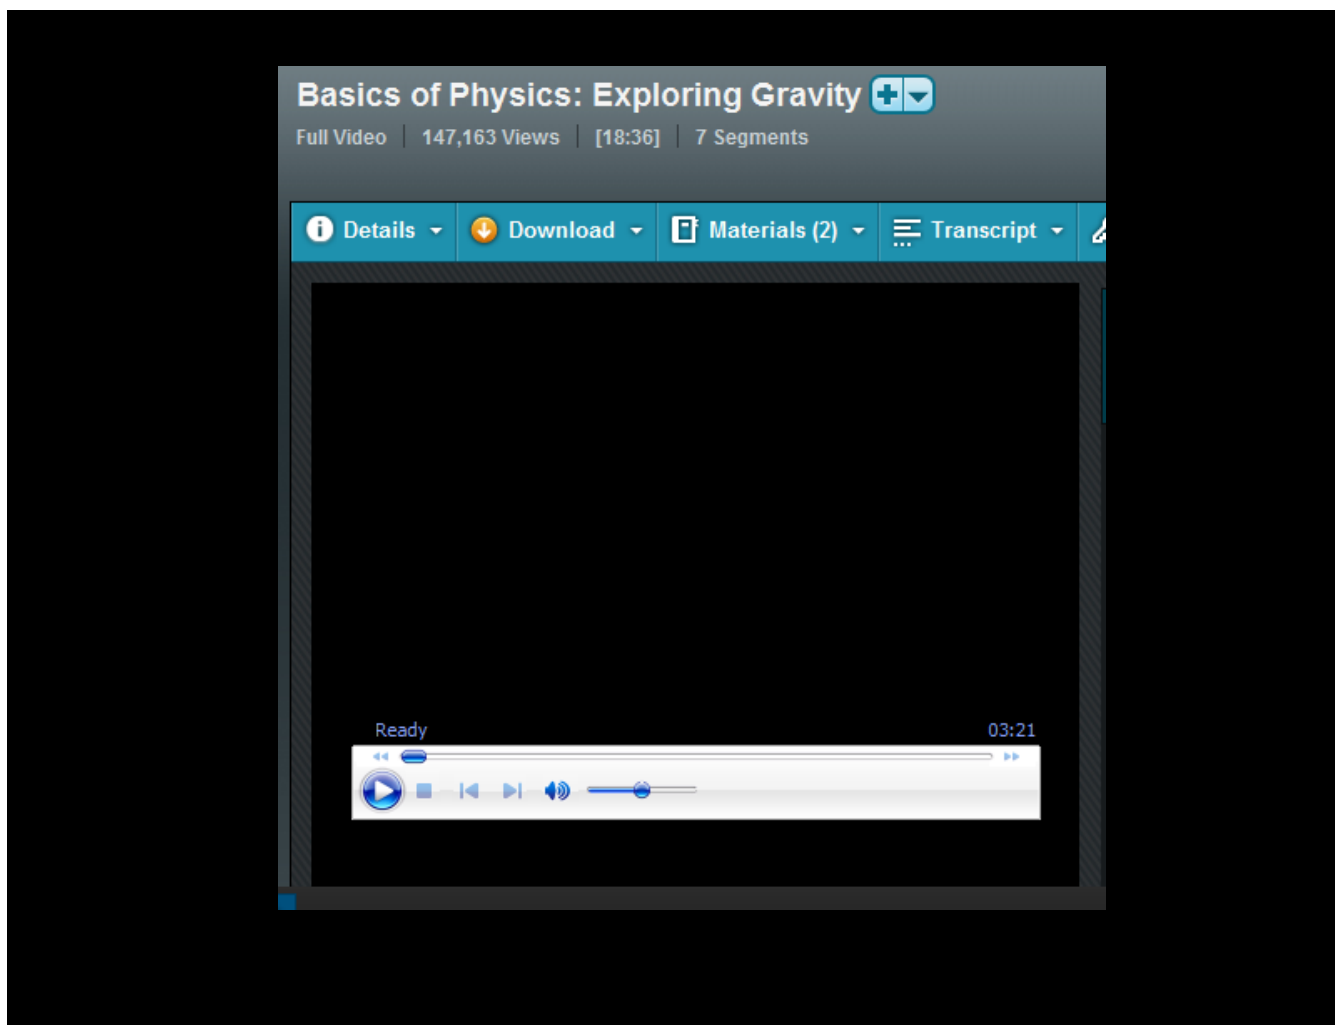 Basics of Physics: Exploring Gravity
Full Video | 147,163 Views | [18:36] | 7 Segments
Details Download Materials (2) Transcript
Ready 03:21